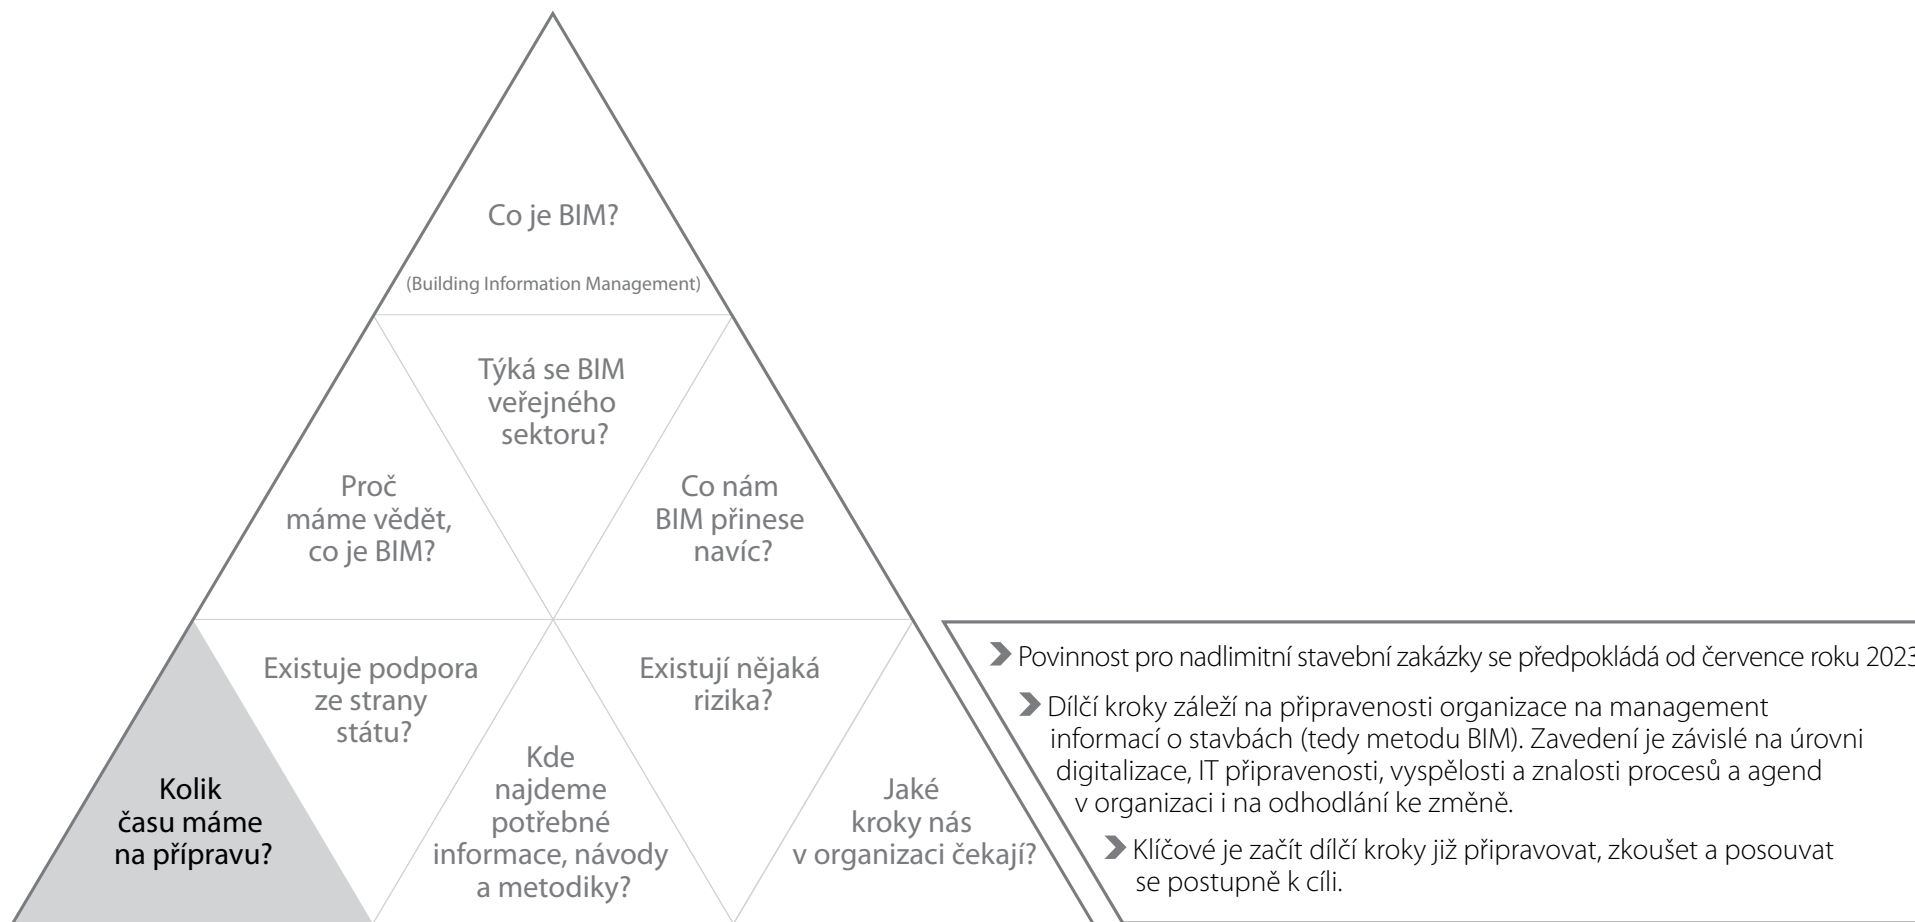 Co je BIM?
(Building Information Management)
Týká se BIM
veřejného
sektoru?
Proč
máme vědět,
co je BIM?
Co nám
BIM přinese
navíc?
Kolik
času máme
na přípravu?
Existuje podpora
ze strany
státu?
Kde
najdeme
potřebné
informace, návody
a metodiky?
Existují nějaká
rizika?
Jaké
kroky nás
v organizaci čekají?
Povinnost pro nadlimitní stavební zakázky se předpokládá od července roku 2023
Dílčí kroky záleží na připravenosti organizace na management
informací o stavbách (tedy metodu BIM). Zavedení je závislé na úrovni
digitalizace, IT připravenosti, vyspělosti a znalosti procesů a agend
v organizaci i na odhodlání ke změně.
Klíčové je začít dílčí kroky již připravovat, zkoušet a posouvat
se postupně k cíli.